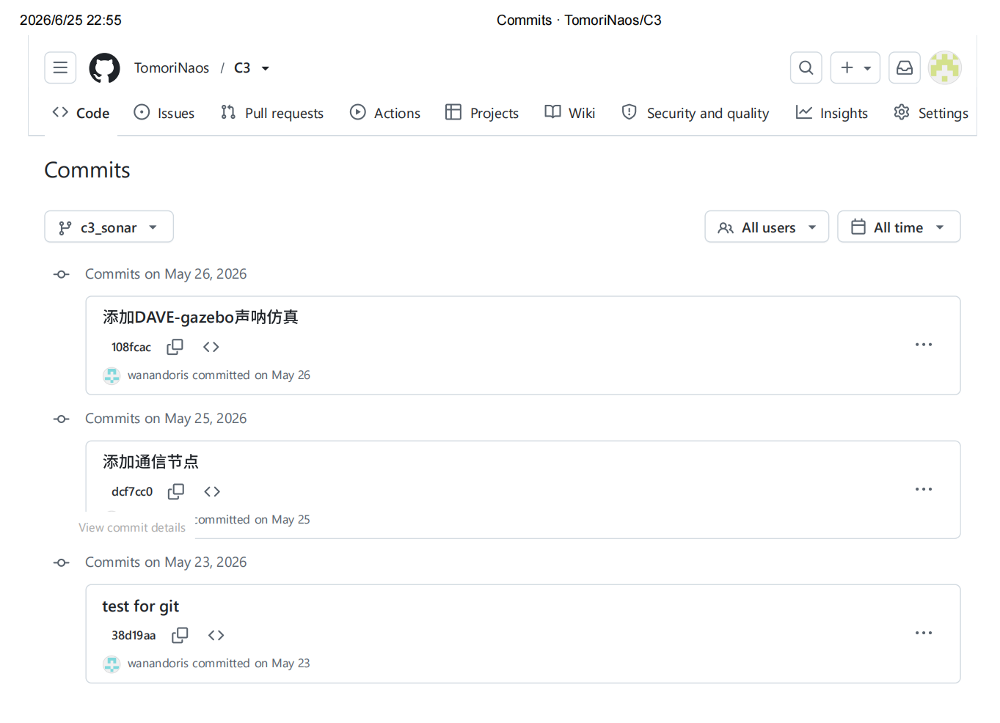 2026/6/25 22:55
Commits · TomoriNaos/C3
TomoriNaos / C3
Code Issues Pull requests Actions Projects Wiki Security and quality Insights Settings
Commits
c3_sonar
All users
All time
Commits on May 26, 2026
添加DAVE-gazebo声呐仿真
108fcac
wanandoris committed on May 26
Commits on May 25, 2026
添加通信节点
dcf7cc0
committed on May 25
View commit details
Commits on May 23, 2026
test for git
38d19aa
wanandoris committed on May 23